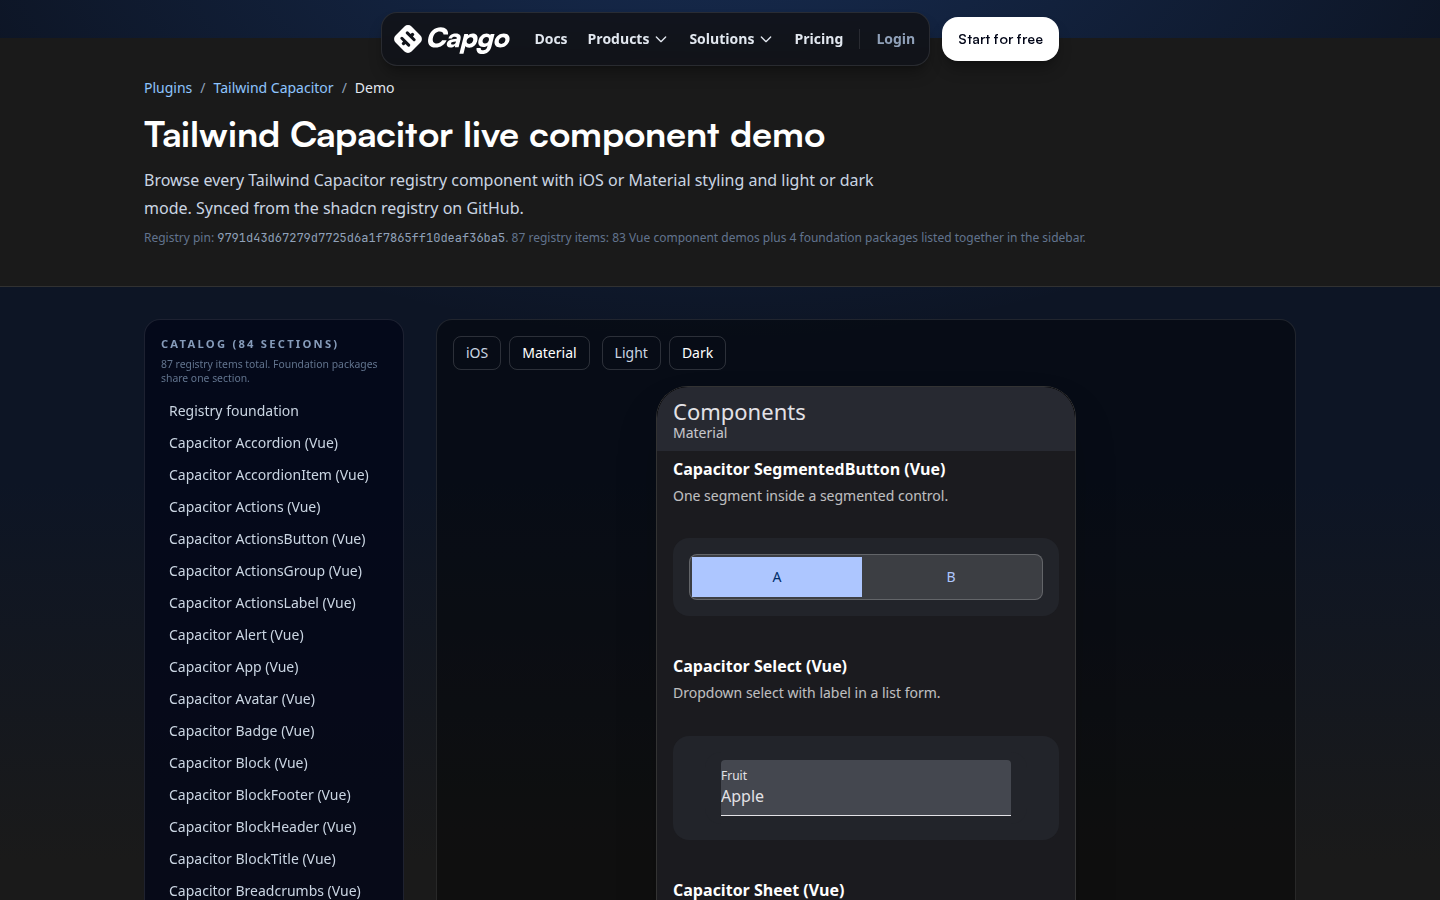 Capgo
Docs
Products
Solutions
Pricing
Login
Start for free
Plugins / Tailwind Capacitor / Demo
Tailwind Capacitor live component demo
Browse every Tailwind Capacitor registry component with iOS or Material styling and light or dark
mode. Synced from the shadcn registry on GitHub.
Registry pin: 9791d43d67279d7725d6a1f7865ff10deaf36ba5. 87 registry items: 83 Vue component demos plus 4 foundation packages listed together in the sidebar.
CATALOG (84 SECTIONS)
87 registry items total. Foundation packages
share one section.
Registry foundation
Capacitor Accordion (Vue)
Capacitor AccordionItem (Vue)
Capacitor Actions (Vue)
Capacitor ActionsButton (Vue)
Capacitor ActionsGroup (Vue)
Capacitor ActionsLabel (Vue)
Capacitor Alert (Vue)
Capacitor App (Vue)
Capacitor Avatar (Vue)
Capacitor Badge (Vue)
Capacitor Block (Vue)
Capacitor BlockFooter (Vue)
Capacitor BlockHeader (Vue)
Capacitor BlockTitle (Vue)
Capacitor Breadcrumbs (Vue)
iOS
Material
Light
Dark
Components
Material
Capacitor SegmentedButton (Vue)
One segment inside a segmented control.
A
B
Capacitor Select (Vue)
Dropdown select with label in a list form.
Fruit
Apple
Capacitor Sheet (Vue)